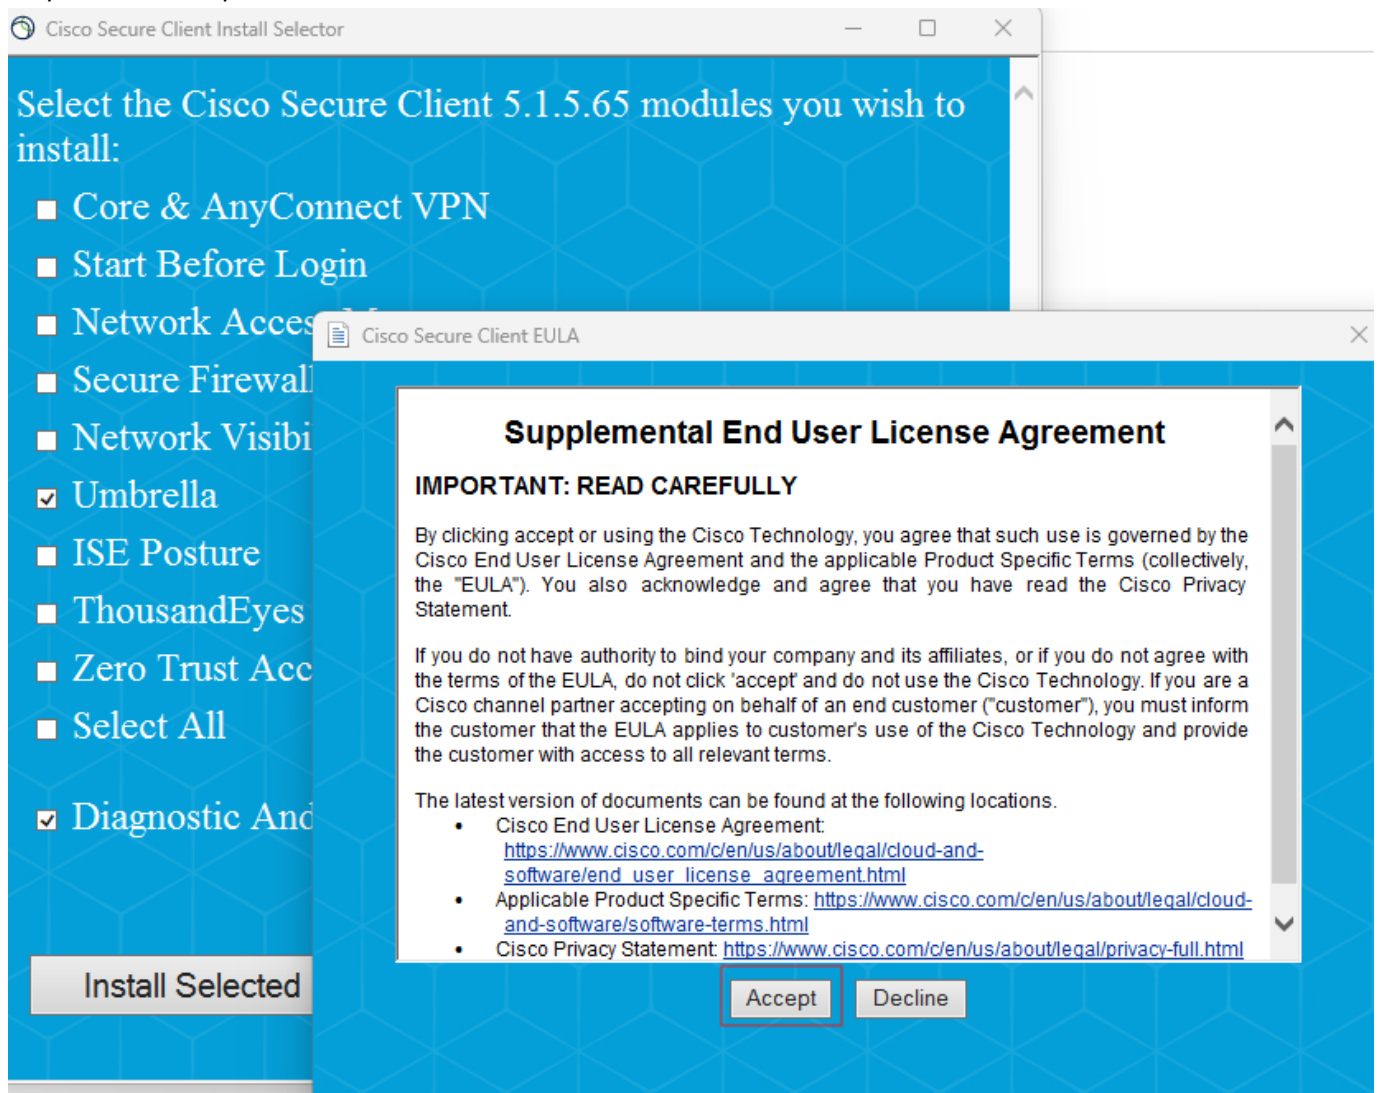 Cisco Secure Client Install Selector
Select the Cisco Secure Client 5.1.5.65 modules you wish to
install:
Core & AnyConnect VPN
Start Before Login
Network Access
Secure Firewall
Network
Umbrella
ISE Posture
ThousandEyes
Zero Trust
Select All
Diagnostic And
Install Selected
Cisco Secure Client EULA
Supplemental End User License Agreement
IMPORTANT: READ CAREFULLY
By clicking accept or using the Cisco Technology, you agree that such use is governed by the
Cisco End User License Agreement and the applicable Product Specific Terms (collectively,
the "EULA"). You also acknowledge and agree that you have read the Cisco Privacy
Statement.
If you do not have authority to bind your company and its affiliates, or if you do not agree with
the terms of the EULA, do not click 'accept' and do not use the Cisco Technology. If you are a
Cisco channel partner accepting on behalf of an end customer ("customer"), you must inform
the customer that the EULA applies to customer's use of the Cisco Technology and provide
the customer with access to all relevant terms.
The latest version of documents can be found at the following locations.
• Cisco End User License Agreement:
https://www.cisco.com/c/en/us/about/legal/cloud-and-
software/end_user_license_agreement.html
• Applicable Product Specific Terms: https://www.cisco.com/c/en/us/about/legal/cloud-
and-software/software-terms.html
• Cisco Privacy Statement: https://www.cisco.com/c/en/us/about/legal/privacy-full.html
Accept
Decline